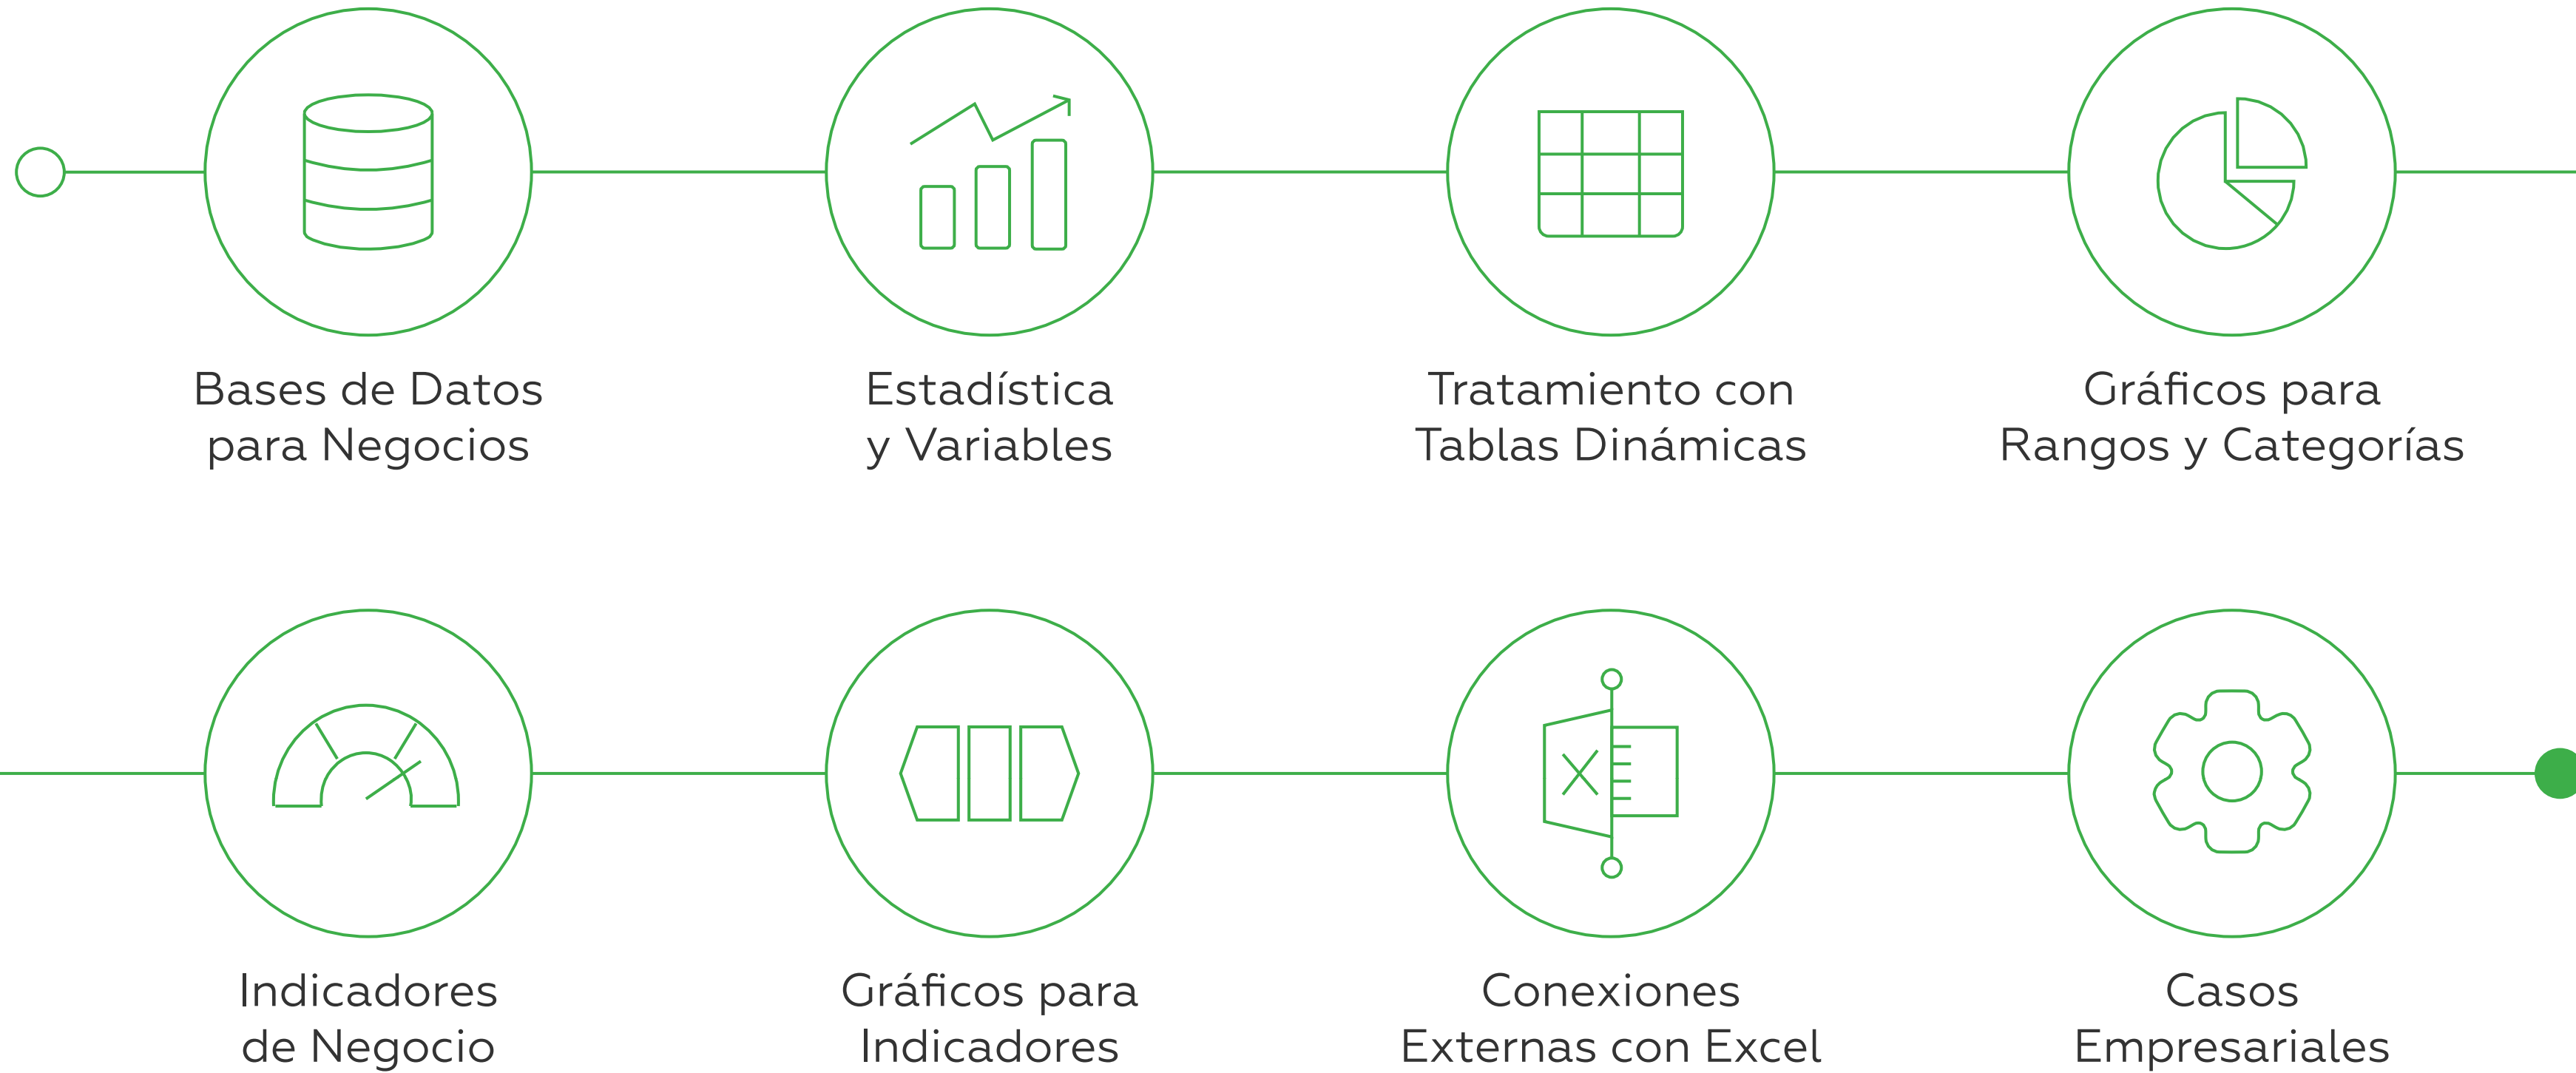 Bases de Datos
para Negocios
Estadística
y Variables
Tratamiento con
Tablas Dinámicas
Gráficos para
Rangos y Categorías
Indicadores
de Negocio
Gráficos para
Indicadores
Conexiones
Externas con Excel
Casos
Empresariales